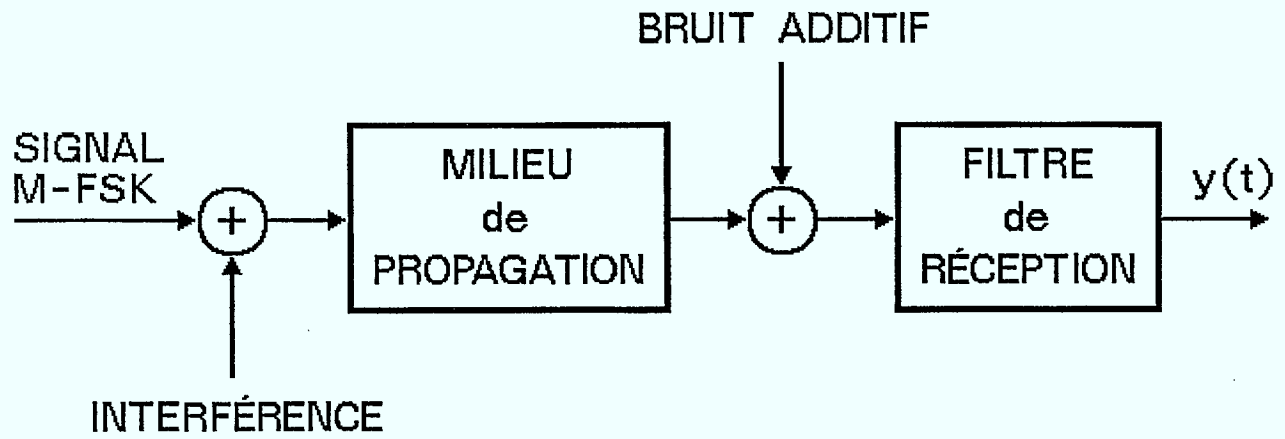 BRUIT ADDITIF
SIGNAL
M-FSK
+
MILIEU
de
PROPAGATION
+
FILTRE
de
RÉCEPTION
y(t)
INTERFÉRENCE